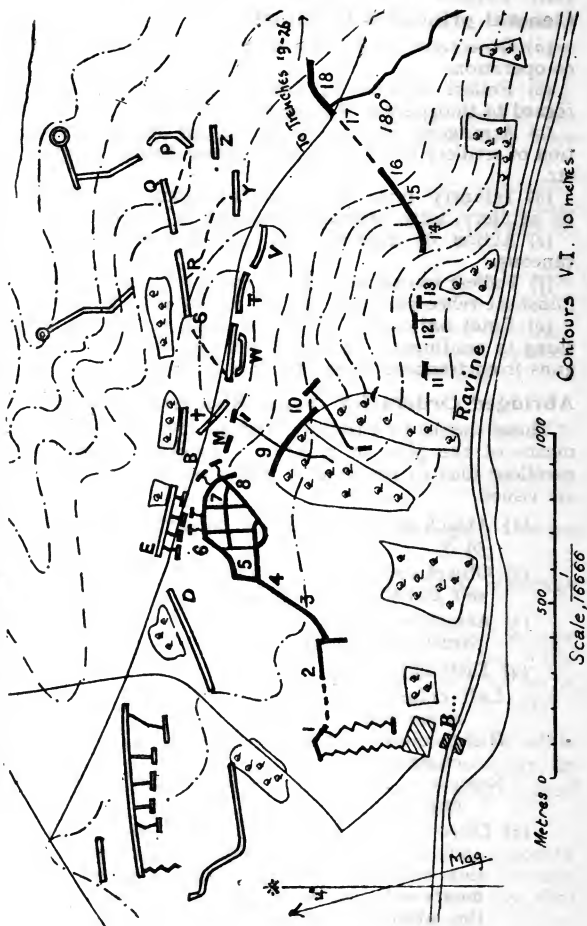 P
Z
R
Y
E
B
D
V
T
W
M
To Trenches 19-26
18
17
180°
16
15
14
13
12
11
10
9
8
7
6
5
4
3
2
1
Ravine
B...
Mag.
Metres 0 500 1000
Contours V.I. 10 metres.
Scale, 1/16666